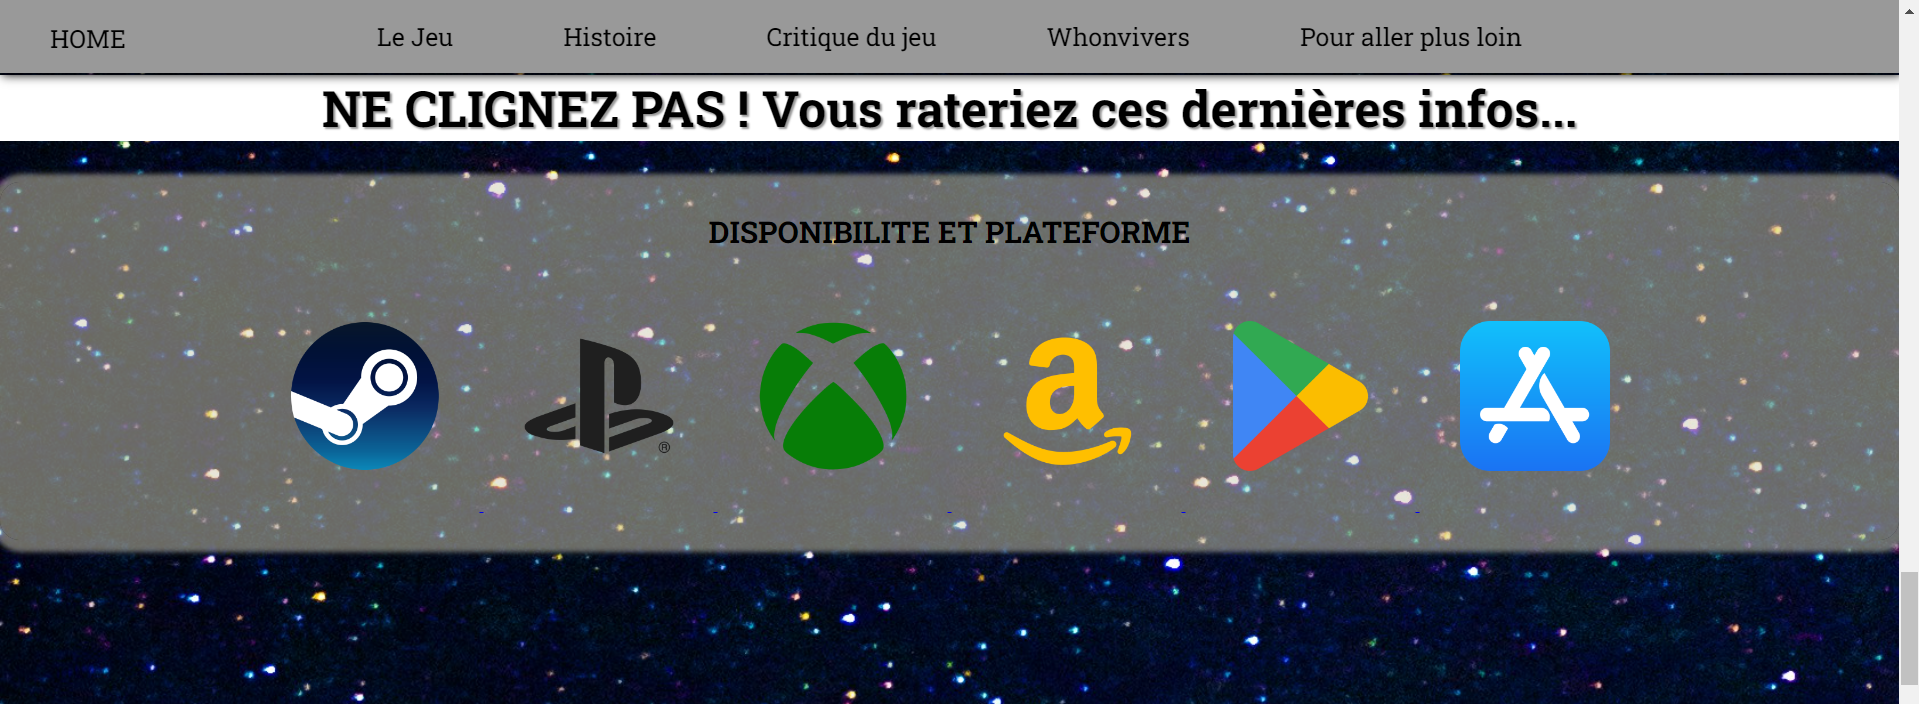 HOME Le Jeu Histoire Critique du jeu Whonvivers Pour aller plus loin
NE CLIGNEZ PAS ! Vous rateriez ces dernières infos...
DISPONIBILITE ET PLATEFORME